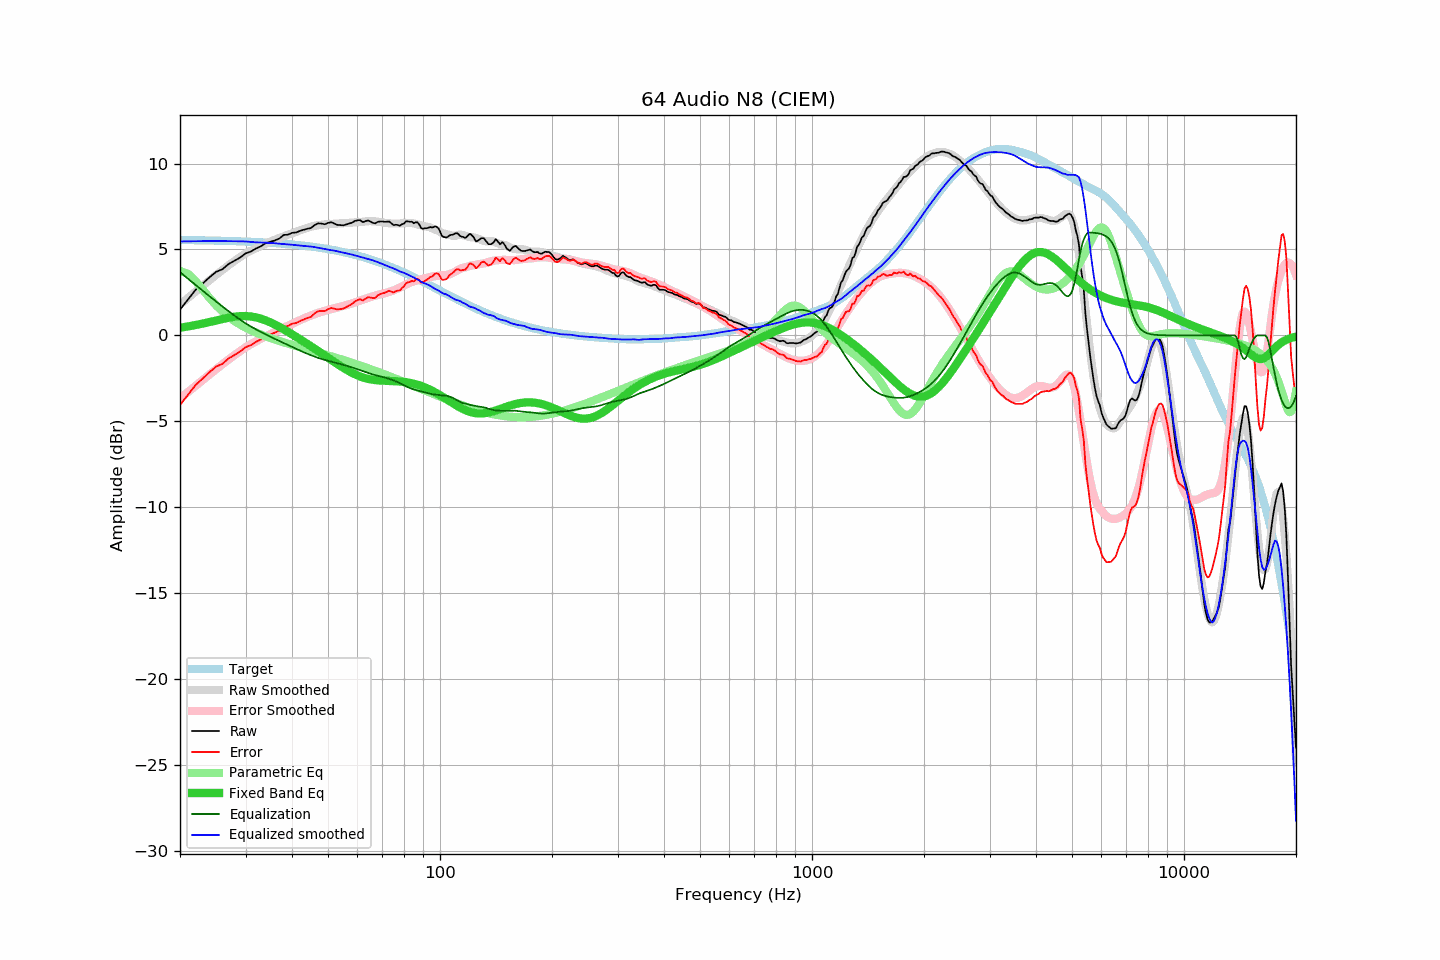 64 Audio N8 (CIEM)
Amplitude (dBr)
10
5
0
−5
−10
−15
−20
−25
−30
Target
Raw Smoothed
Error Smoothed
Raw
Error
Parametric Eq
Fixed Band Eq
Equalization
Equalized smoothed
100
1000
10000
Frequency (Hz)